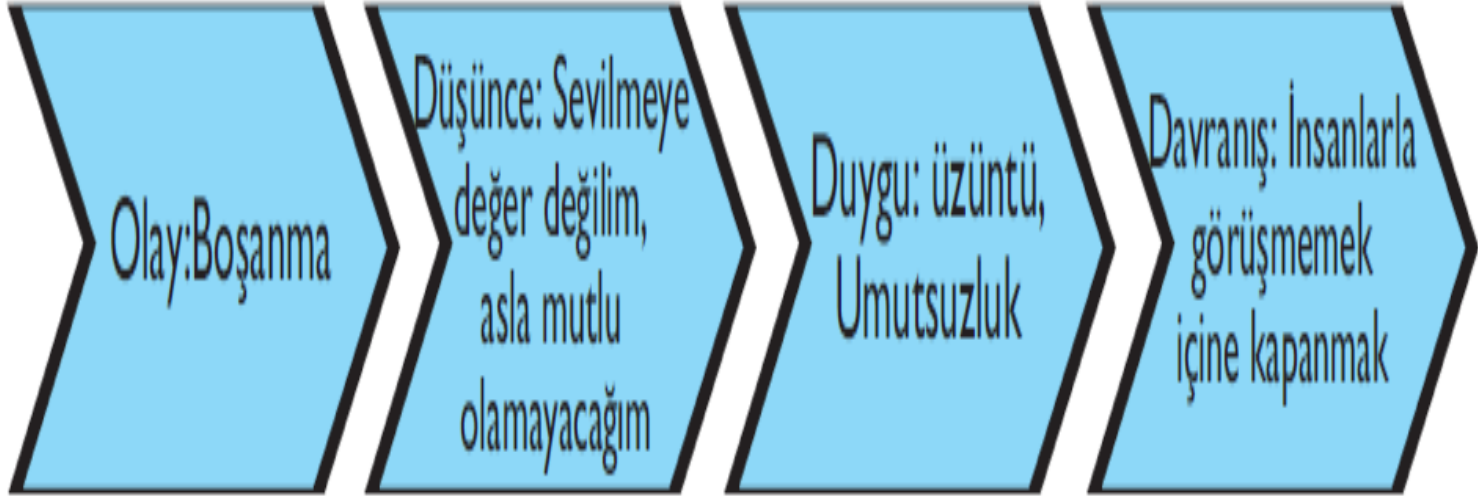 Olay:Boşanma
Düşünce: Sevilmeye
değer değilim,
asla mutlu
olamayacağım
Duygu: üzüntü,
Umutsuzluk
Davranış: İnsanlarla
görüşmemek
içine kapanmak